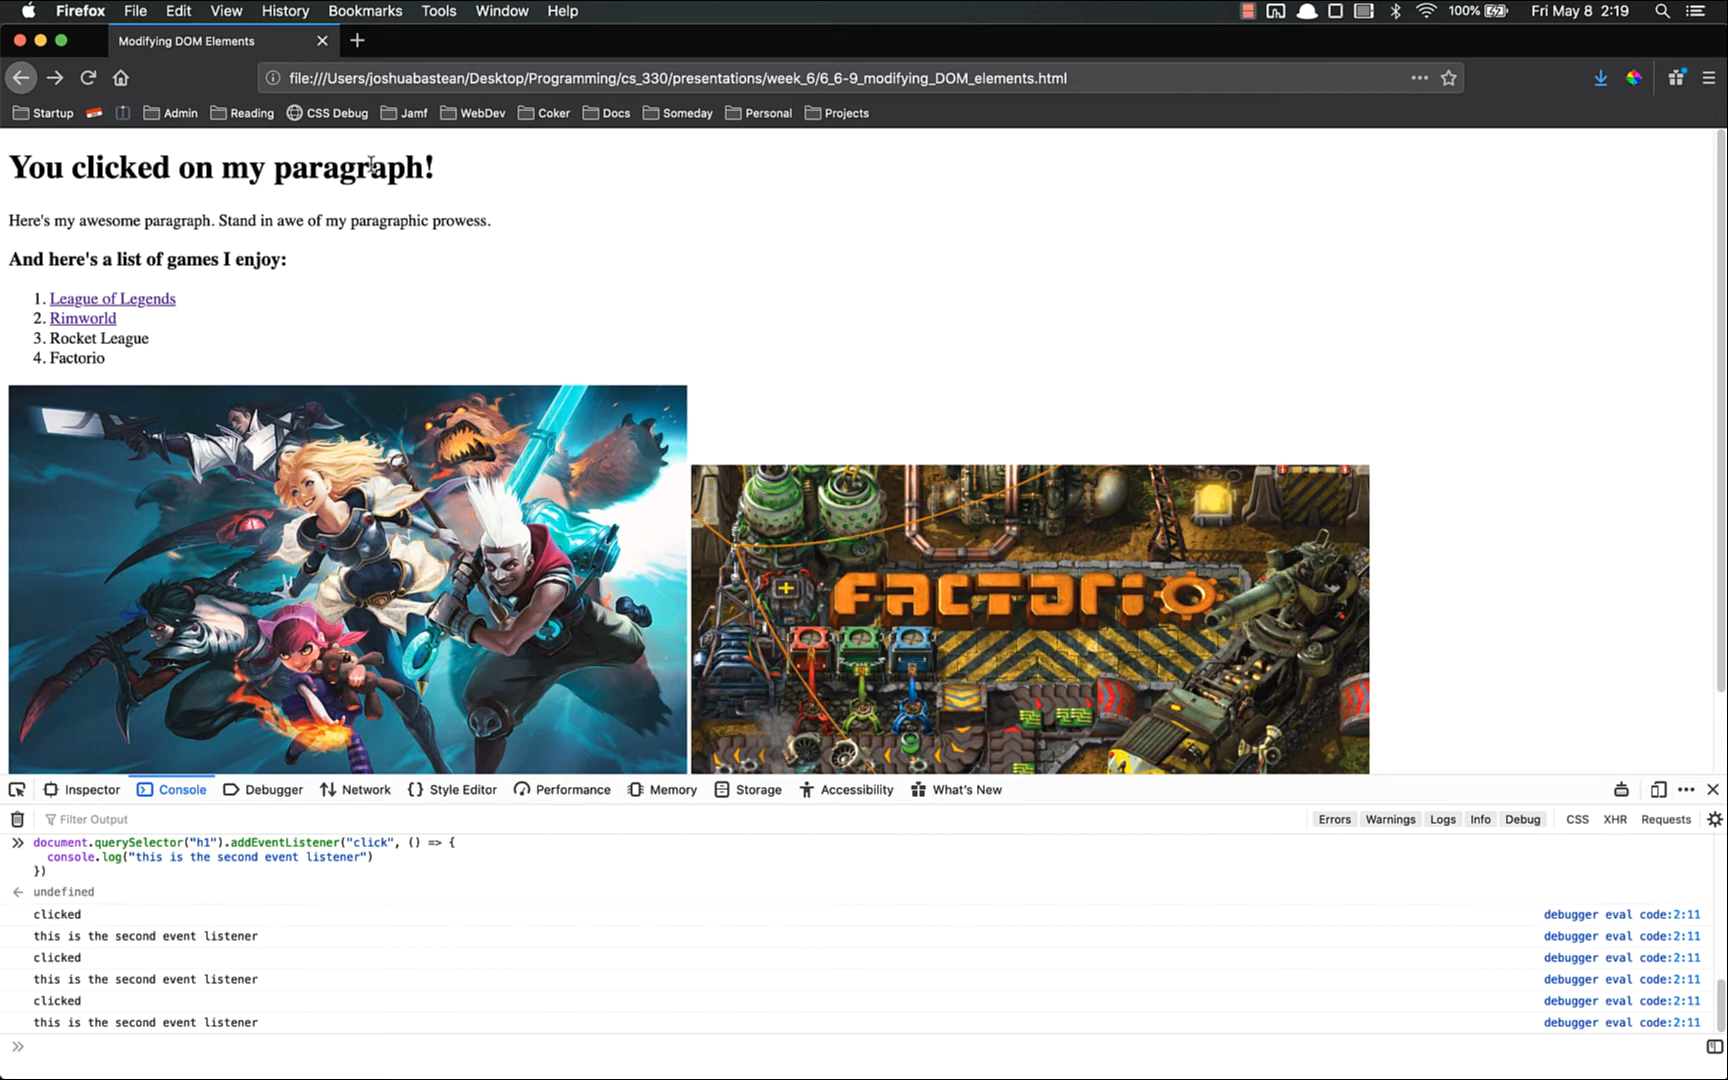 Firefox File Edit View History Bookmarks Tools Window Help 100% Fri May 8 2:19
Modifying DOM Elements
file:///Users/joshuabastean/Desktop/Programming/cs_330/presentations/week_6/6_6-9_modifying_DOM_elements.html
Startup Admin Reading CSS Debug Jamf WebDev Coker Docs Someday Personal Projects
You clicked on my paragraph!
Here's my awesome paragraph. Stand in awe of my paragraphic prowess.
And here's a list of games I enjoy:
1. League of Legends
2. Rimworld
3. Rocket League
4. Factorio
FACTORIO
Inspector Console Debugger Network {} Style Editor Performance Memory Storage Accessibility What's New
Filter Output Errors Warnings Logs Info Debug CSS XHR Requests
document.querySelector("h1").addEventListener("click", () => {
console.log("this is the second event listener")
})
undefined
clicked debugger eval code:2:11
this is the second event listener debugger eval code:2:11
clicked debugger eval code:2:11
this is the second event listener debugger eval code:2:11
clicked debugger eval code:2:11
this is the second event listener debugger eval code:2:11